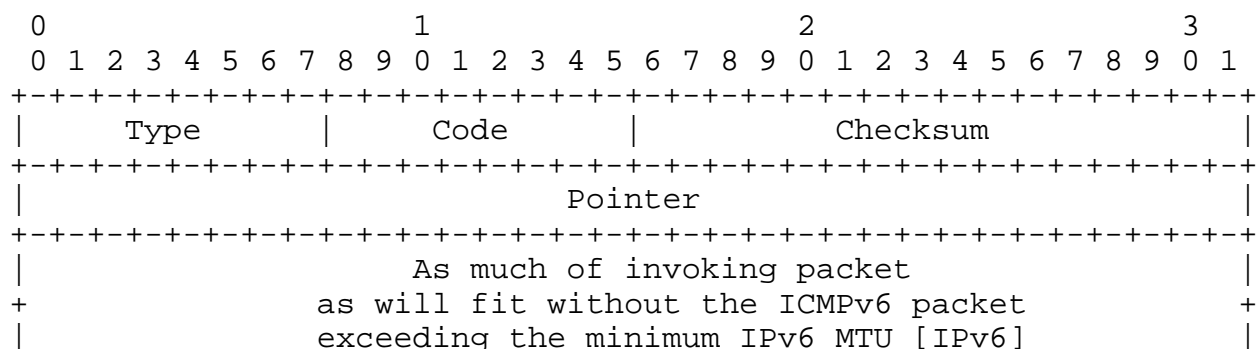 0                   1                   2                   3
 0 1 2 3 4 5 6 7 8 9 0 1 2 3 4 5 6 7 8 9 0 1 2 3 4 5 6 7 8 9 0 1
+-+-+-+-+-+-+-+-+-+-+-+-+-+-+-+-+-+-+-+-+-+-+-+-+-+-+-+-+-+-+-+-+
|     Type      |     Code      |          Checksum             |
+-+-+-+-+-+-+-+-+-+-+-+-+-+-+-+-+-+-+-+-+-+-+-+-+-+-+-+-+-+-+-+-+
|                            Pointer                            |
+-+-+-+-+-+-+-+-+-+-+-+-+-+-+-+-+-+-+-+-+-+-+-+-+-+-+-+-+-+-+-+-+
|                    As much of invoking packet                 |
+               as will fit without the ICMPv6 packet           +
|               exceeding the minimum IPv6 MTU [IPv6]           |